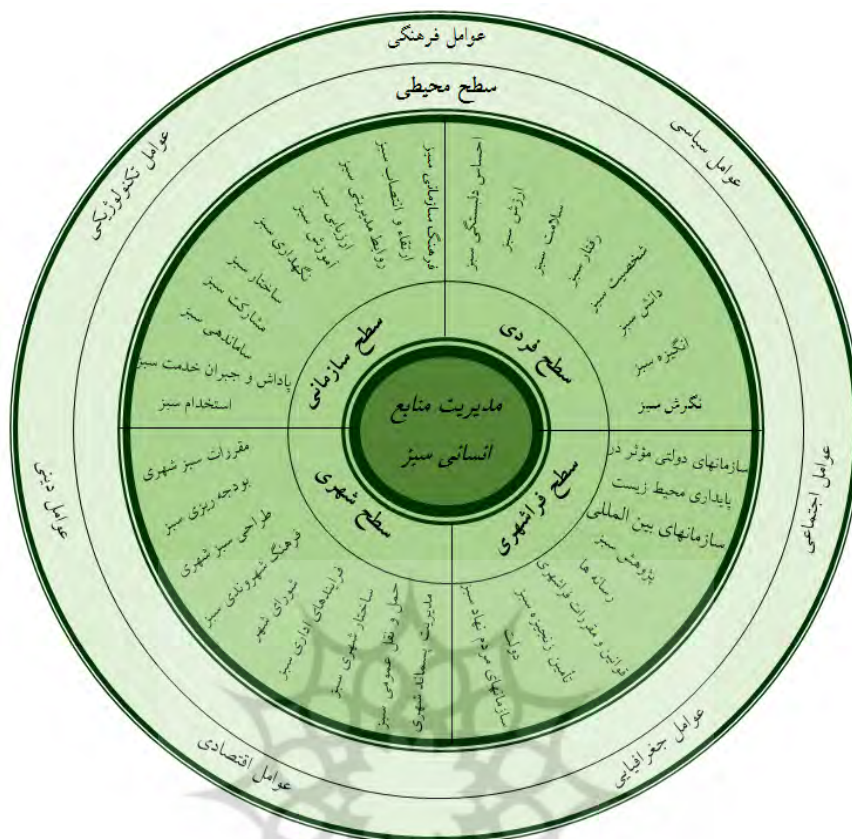 عوامل فرهنگی
سطح محیطی
عوامل سیاسی
عوامل اجتماعی
عوامل جغرافیایی
عوامل اقتصادی
عوامل دینی
عوامل تکنولوژیکی
مدیریت منابع
انسانی سبز
سطح فردی
احساس دلبستگی سبز
ارزش سبز
سلامت سبز
رفتار سبز
شخصیت سبز
دانش سبز
انگیزه سبز
نگرش سبز
سطح فراشهری
سازمانهای دولتی مؤثر در
پایداری محیط زیست
سازمانهای بین المللی
پژوهش سبز
رسانه ها
قوانین و مقررات فراشهری
تأمین زنجیره سبز
دولت
سازمانهای مردم نهاد سبز
سطح شهری
مدیریت پسماند شهری
حمل و نقل عمومی سبز
ساختار شهری سبز
فرایندهای اداری سبز
شورای شهر
فرهنگ شهروندی سبز
طراحی سبز شهری
بودجه ریزی سبز
مقررات سبز شهری
سطح سازمانی
استخدام سبز
پاداش و جبران خدمت سبز
ساماندهی سبز
مشارکت سبز
ساختار سبز
نگهداری سبز
آموزش سبز
ارزیابی سبز
روابط مدیریتی سبز
ارتقاء و انتصاب سبز
فرهنگ سازمانی سبز